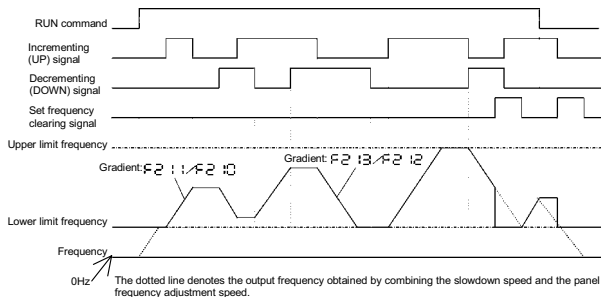 RUN command
Incrementing
(UP) signal
Decrementing
(DOWN) signal
Set frequency
clearing signal
Upper limit frequency
Gradient: F211/F210
Gradient: F213/F212
Lower limit frequency
Frequency
0Hz
The dotted line denotes the output frequency obtained by combining the slowdown speed and the panel
frequency adjustment speed.